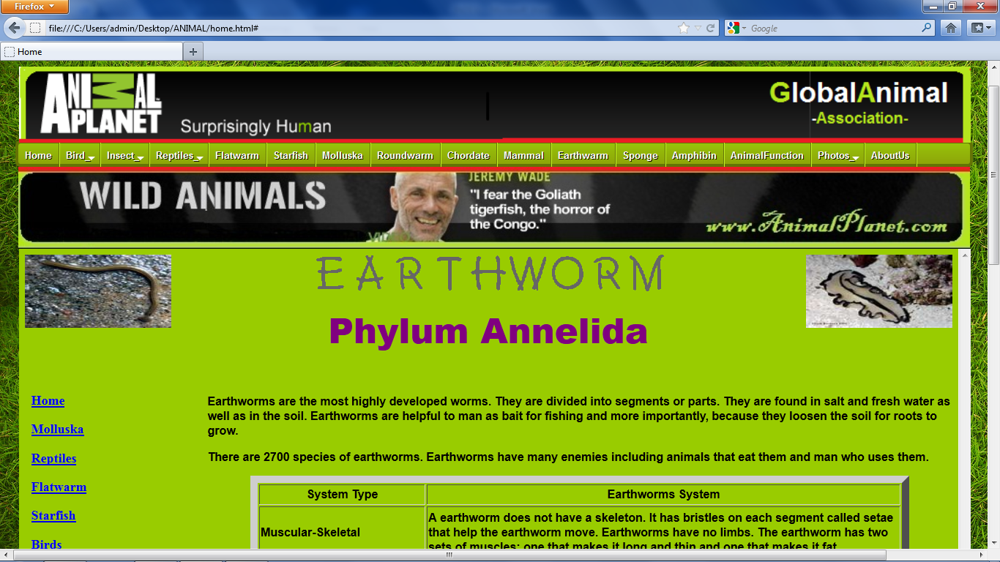 Firefox
file:///C:/Users/admin/Desktop/ANIMAL/home.html#
Google
Home
ANIMAL PLANET
Surprisingly Human
GlobalAnimal
-Association-
Home Bird Insect Reptiles Flatwarm Starfish Molluska Roundwarm Chordate Mammal Earthwarm Sponge Amphibin AnimalFunction Photos AboutUs
WILD ANIMALS
JEREMY WADE
"I fear the Goliath
tigerfish, the horror of
the Congo."
www.AnimalPlanet.com
EARTHWORM
Phylum Annelida
Home
Molluska
Reptiles
Flatwarm
Starfish
Birds
Earthworms are the most highly developed worms. They are divided into segments or parts. They are found in salt and fresh water as
well as in the soil. Earthworms are helpful to man as bait for fishing and more importantly, because they loosen the soil for roots to
grow.
There are 2700 species of earthworms. Earthworms have many enemies including animals that eat them and man who uses them.
System Type Earthworms System
Muscular-Skeletal
A earthworm does not have a skeleton. It has bristles on each segment called setae
that help the earthworm move. Earthworms have no limbs. The earthworm has two
sets of muscles: one that makes it long and thin and one that makes it fat